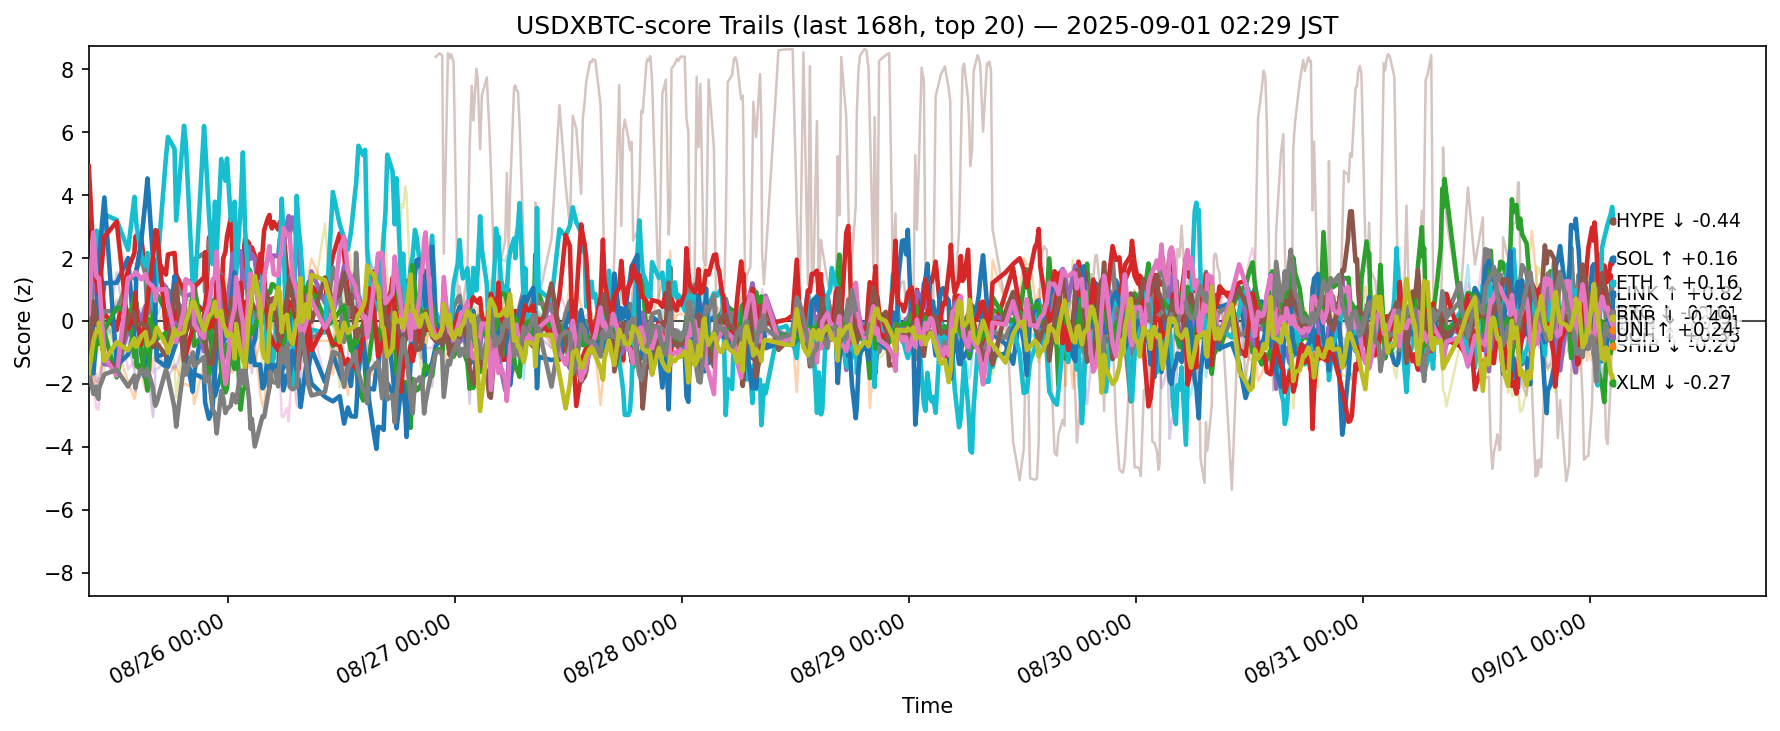 USDXBTC-score Trails (last 168h, top 20) — 2025-09-01 02:29 JST
Score (z)
8
6
4
2
0
−2
−4
−6
−8
HYPE ↓ -0.44
SOL ↑ +0.16
ETH ↑ +0.16
LINK ↑ +0.82
BNB ↓
UNI ↑ +0.24
SHIB ↓ -0.20
XLM ↓ -0.27
08/26 00:00
08/27 00:00
08/28 00:00
08/29 00:00
08/30 00:00
08/31 00:00
09/01 00:00
Time